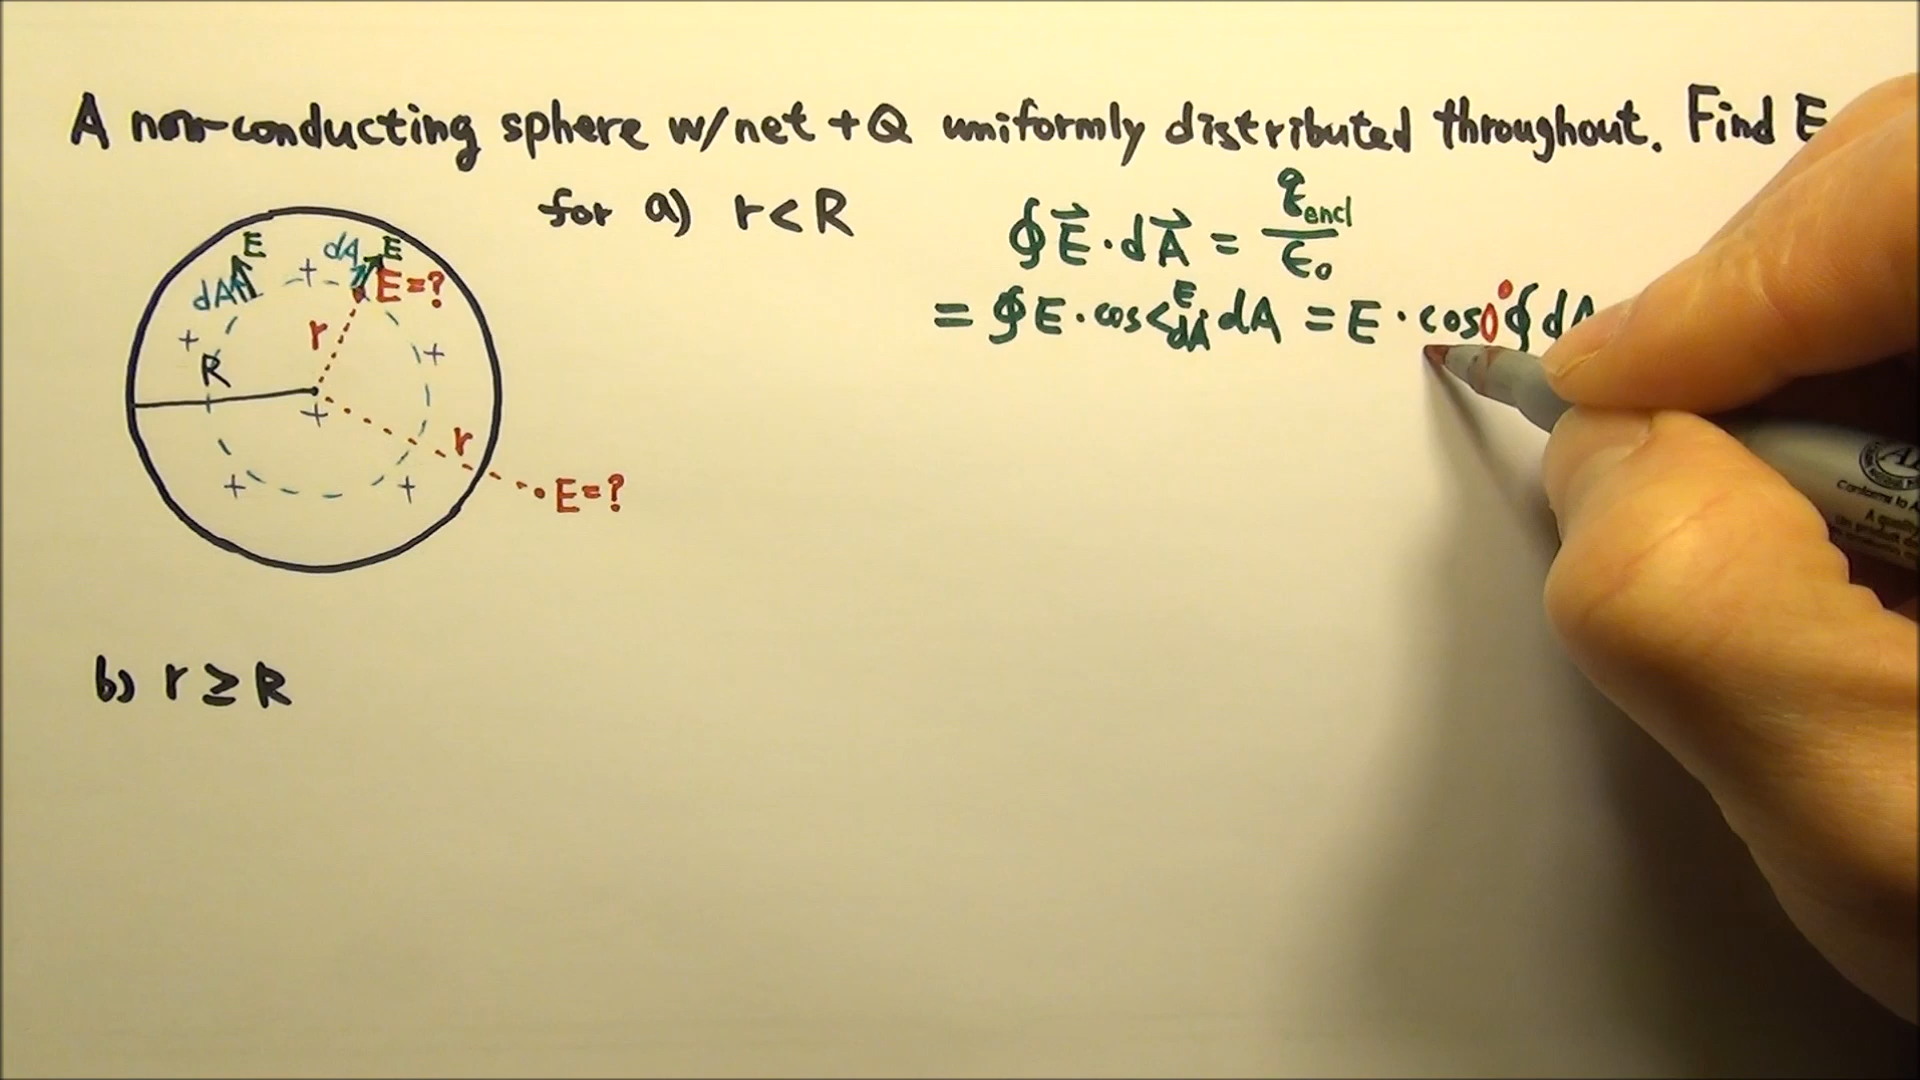 A non-conducting sphere w/net +Q uniformly distributed throughout. Find E
for a) r < R
∮E⃗·dA⃗ = q_encl / ε₀
= ∮E·cos<E dA dA = E·cos0°∮dA
E
dA
dA
E
+
E=?
r
+
+
R
+
r
+
+
E=?
b) r ≥ R